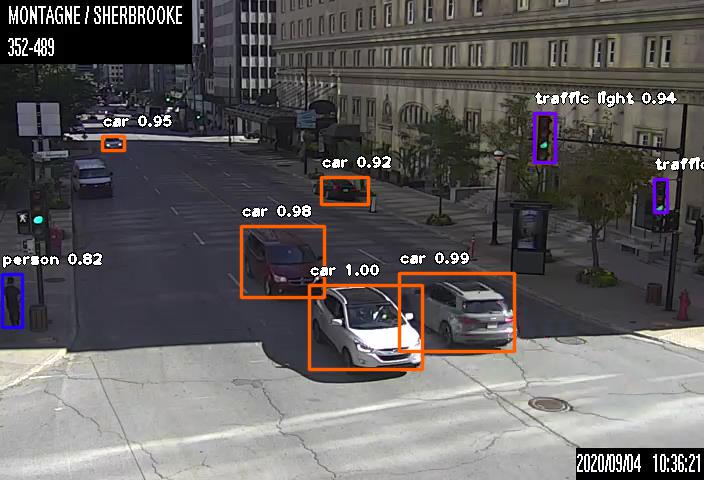 MONTAGNE / SHERBROOKE
352-489
traffic light 0.94
car 0.95
car 0.92
traffic
car 0.98
person 0.82
car 0.99
car 1.00
2020/09/04 10:36:21